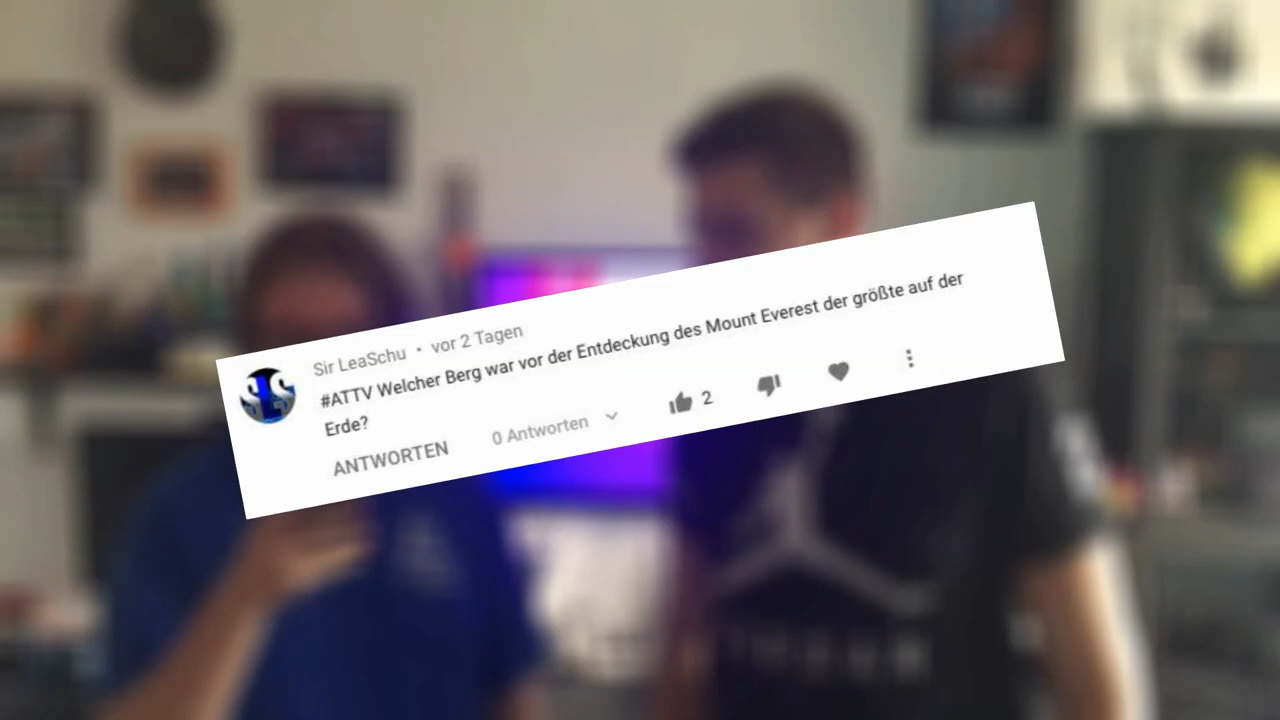 Sir LeaSchu • vor 2 Tagen
#ATTV Welcher Berg war vor der Entdeckung des Mount Everest der größte auf der
Erde?
ANTWORTEN 0 Antworten 2
SLS